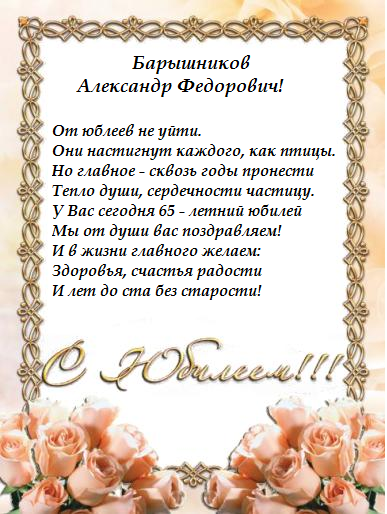 Барышников
Александр Федорович!
От юблеев не уйти.
Они настигнут каждого, как птицы.
Но главное - сквозь годы пронести
Тепло души, сердечности частицу.
У Вас сегодня 65 - летний юбилей
Мы от души вас поздравляем!
И в жизни главного желаем:
Здоровья, счастья радости
И лет до ста без старости!
С Юбилеем!!!